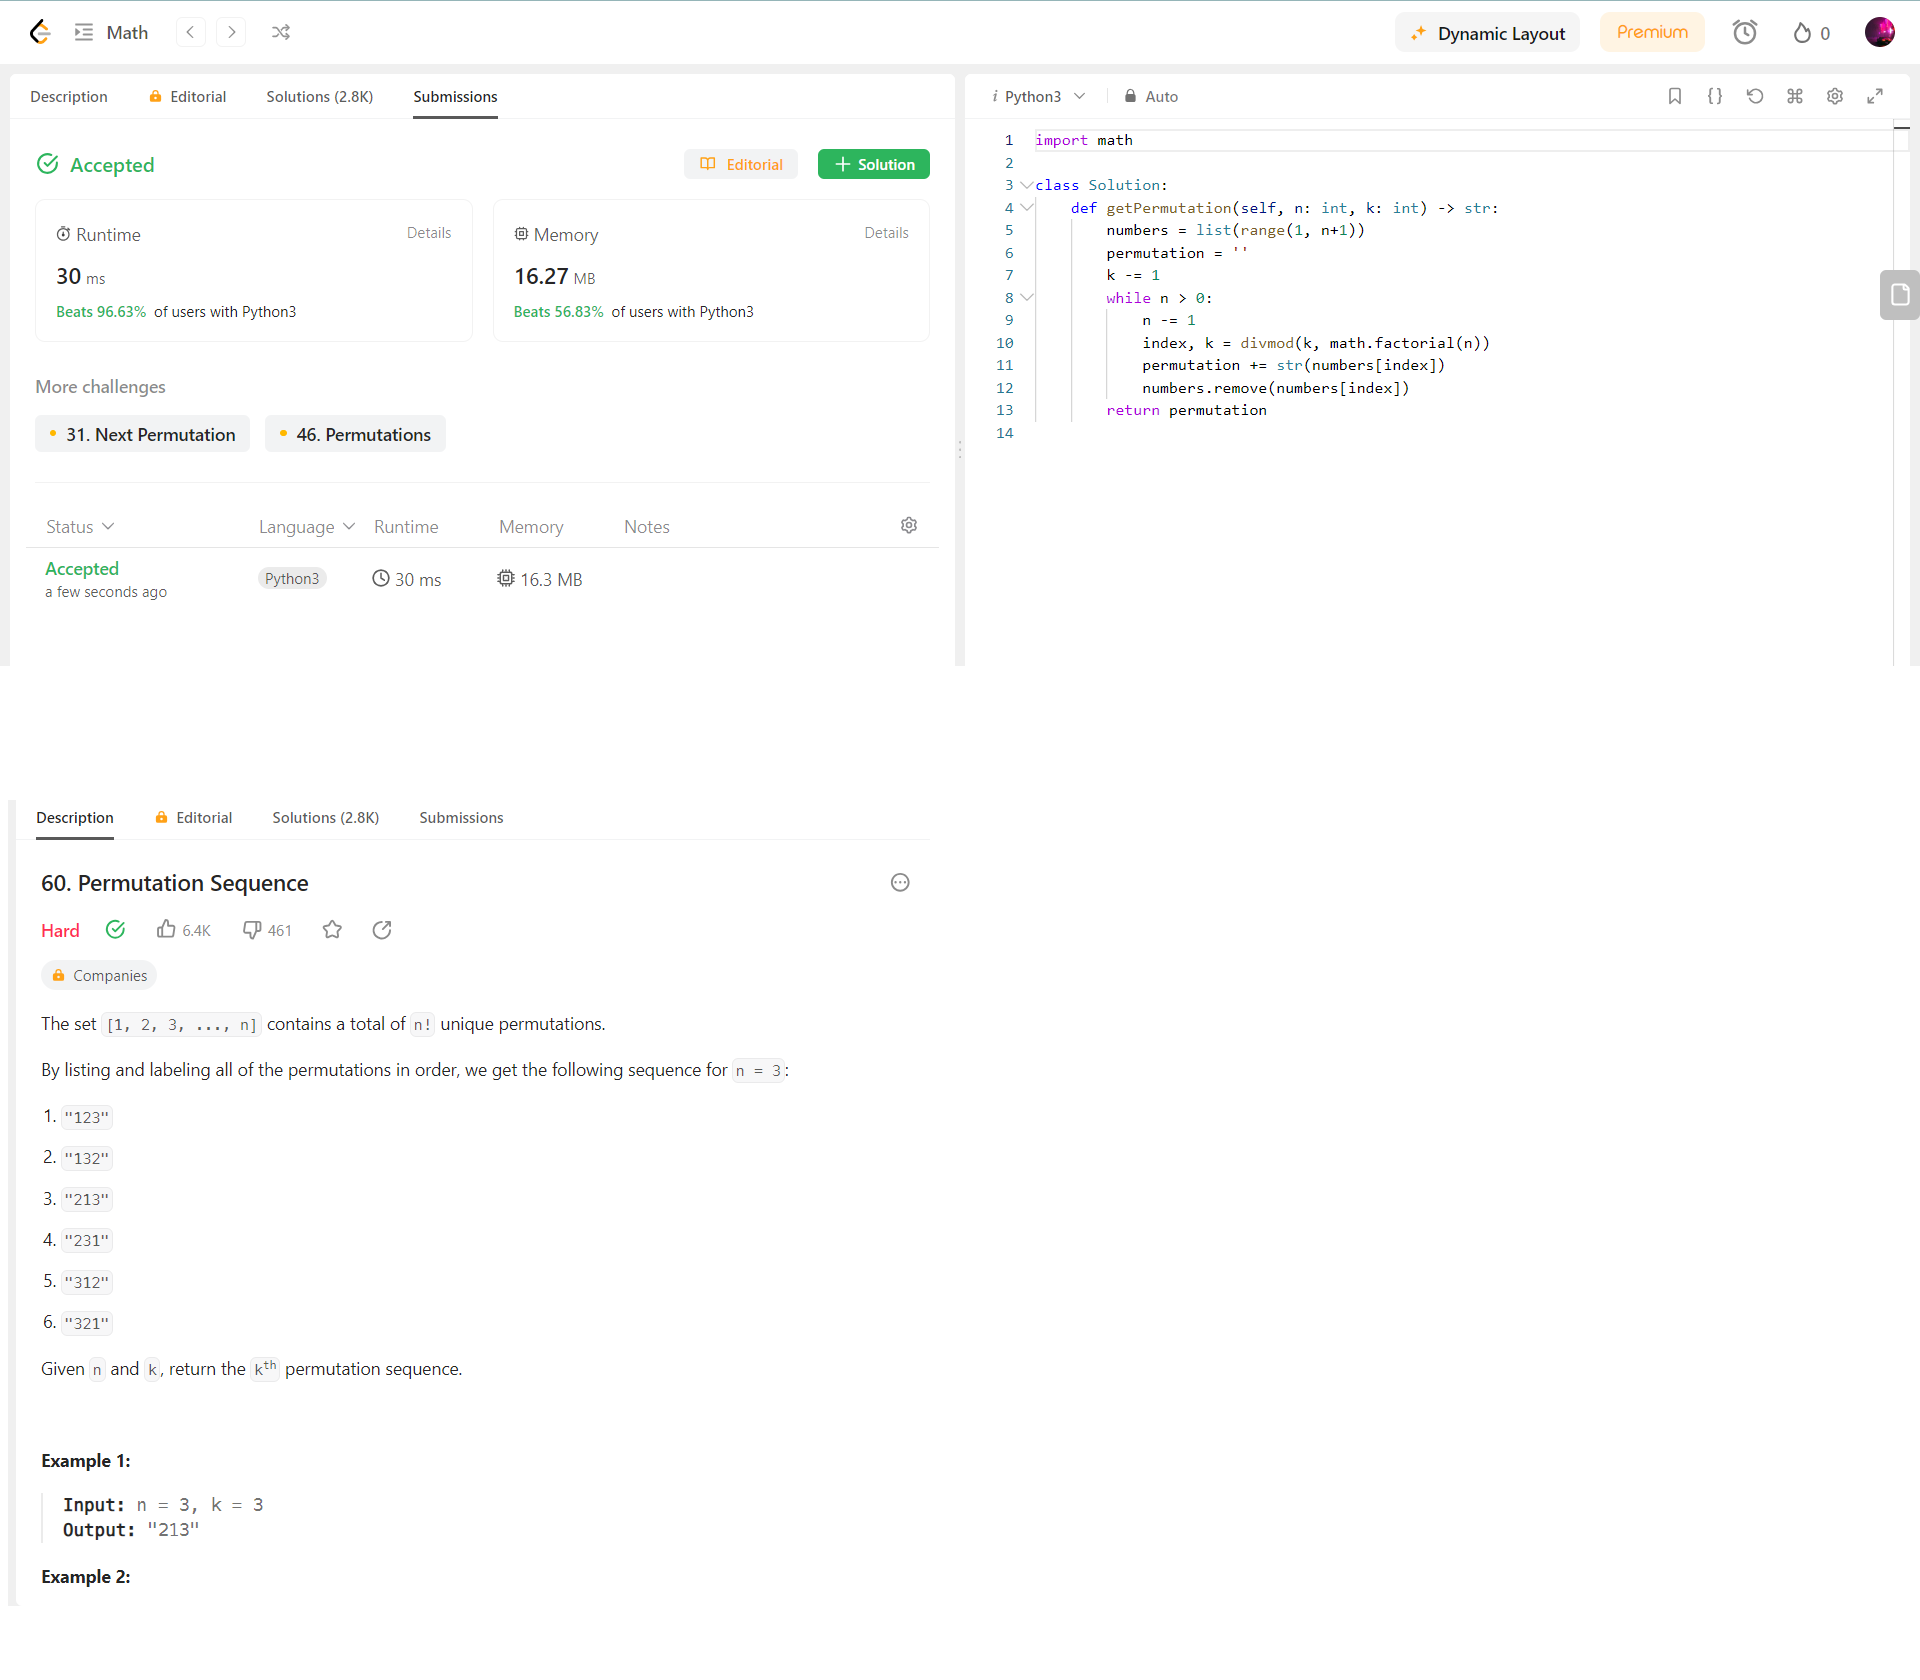 Math
Dynamic Layout
Premium
0
Description Editorial Solutions (2.8K) Submissions
Accepted
Editorial
Solution
Runtime Details
30 ms
Beats 96.63% of users with Python3
Memory Details
16.27 MB
Beats 56.83% of users with Python3
More challenges
31. Next Permutation 46. Permutations
Status Language Runtime Memory Notes
Accepted
a few seconds ago
Python3 30 ms 16.3 MB
i Python3 Auto
1 import math
2
3 class Solution:
4     def getPermutation(self, n: int, k: int) -> str:
5         numbers = list(range(1, n+1))
6         permutation = ''
7         k -= 1
8         while n > 0:
9             n -= 1
10             index, k = divmod(k, math.factorial(n))
11             permutation += str(numbers[index])
12             numbers.remove(numbers[index])
13         return permutation
14
Description Editorial Solutions (2.8K) Submissions
60. Permutation Sequence
Hard 6.4K 461
Companies
The set [1, 2, 3, ..., n] contains a total of n! unique permutations.
By listing and labeling all of the permutations in order, we get the following sequence for n = 3:
1. "123"
2. "132"
3. "213"
4. "231"
5. "312"
6. "321"
Given n and k, return the kth permutation sequence.
Example 1:
Input: n = 3, k = 3
Output: "213"
Example 2: